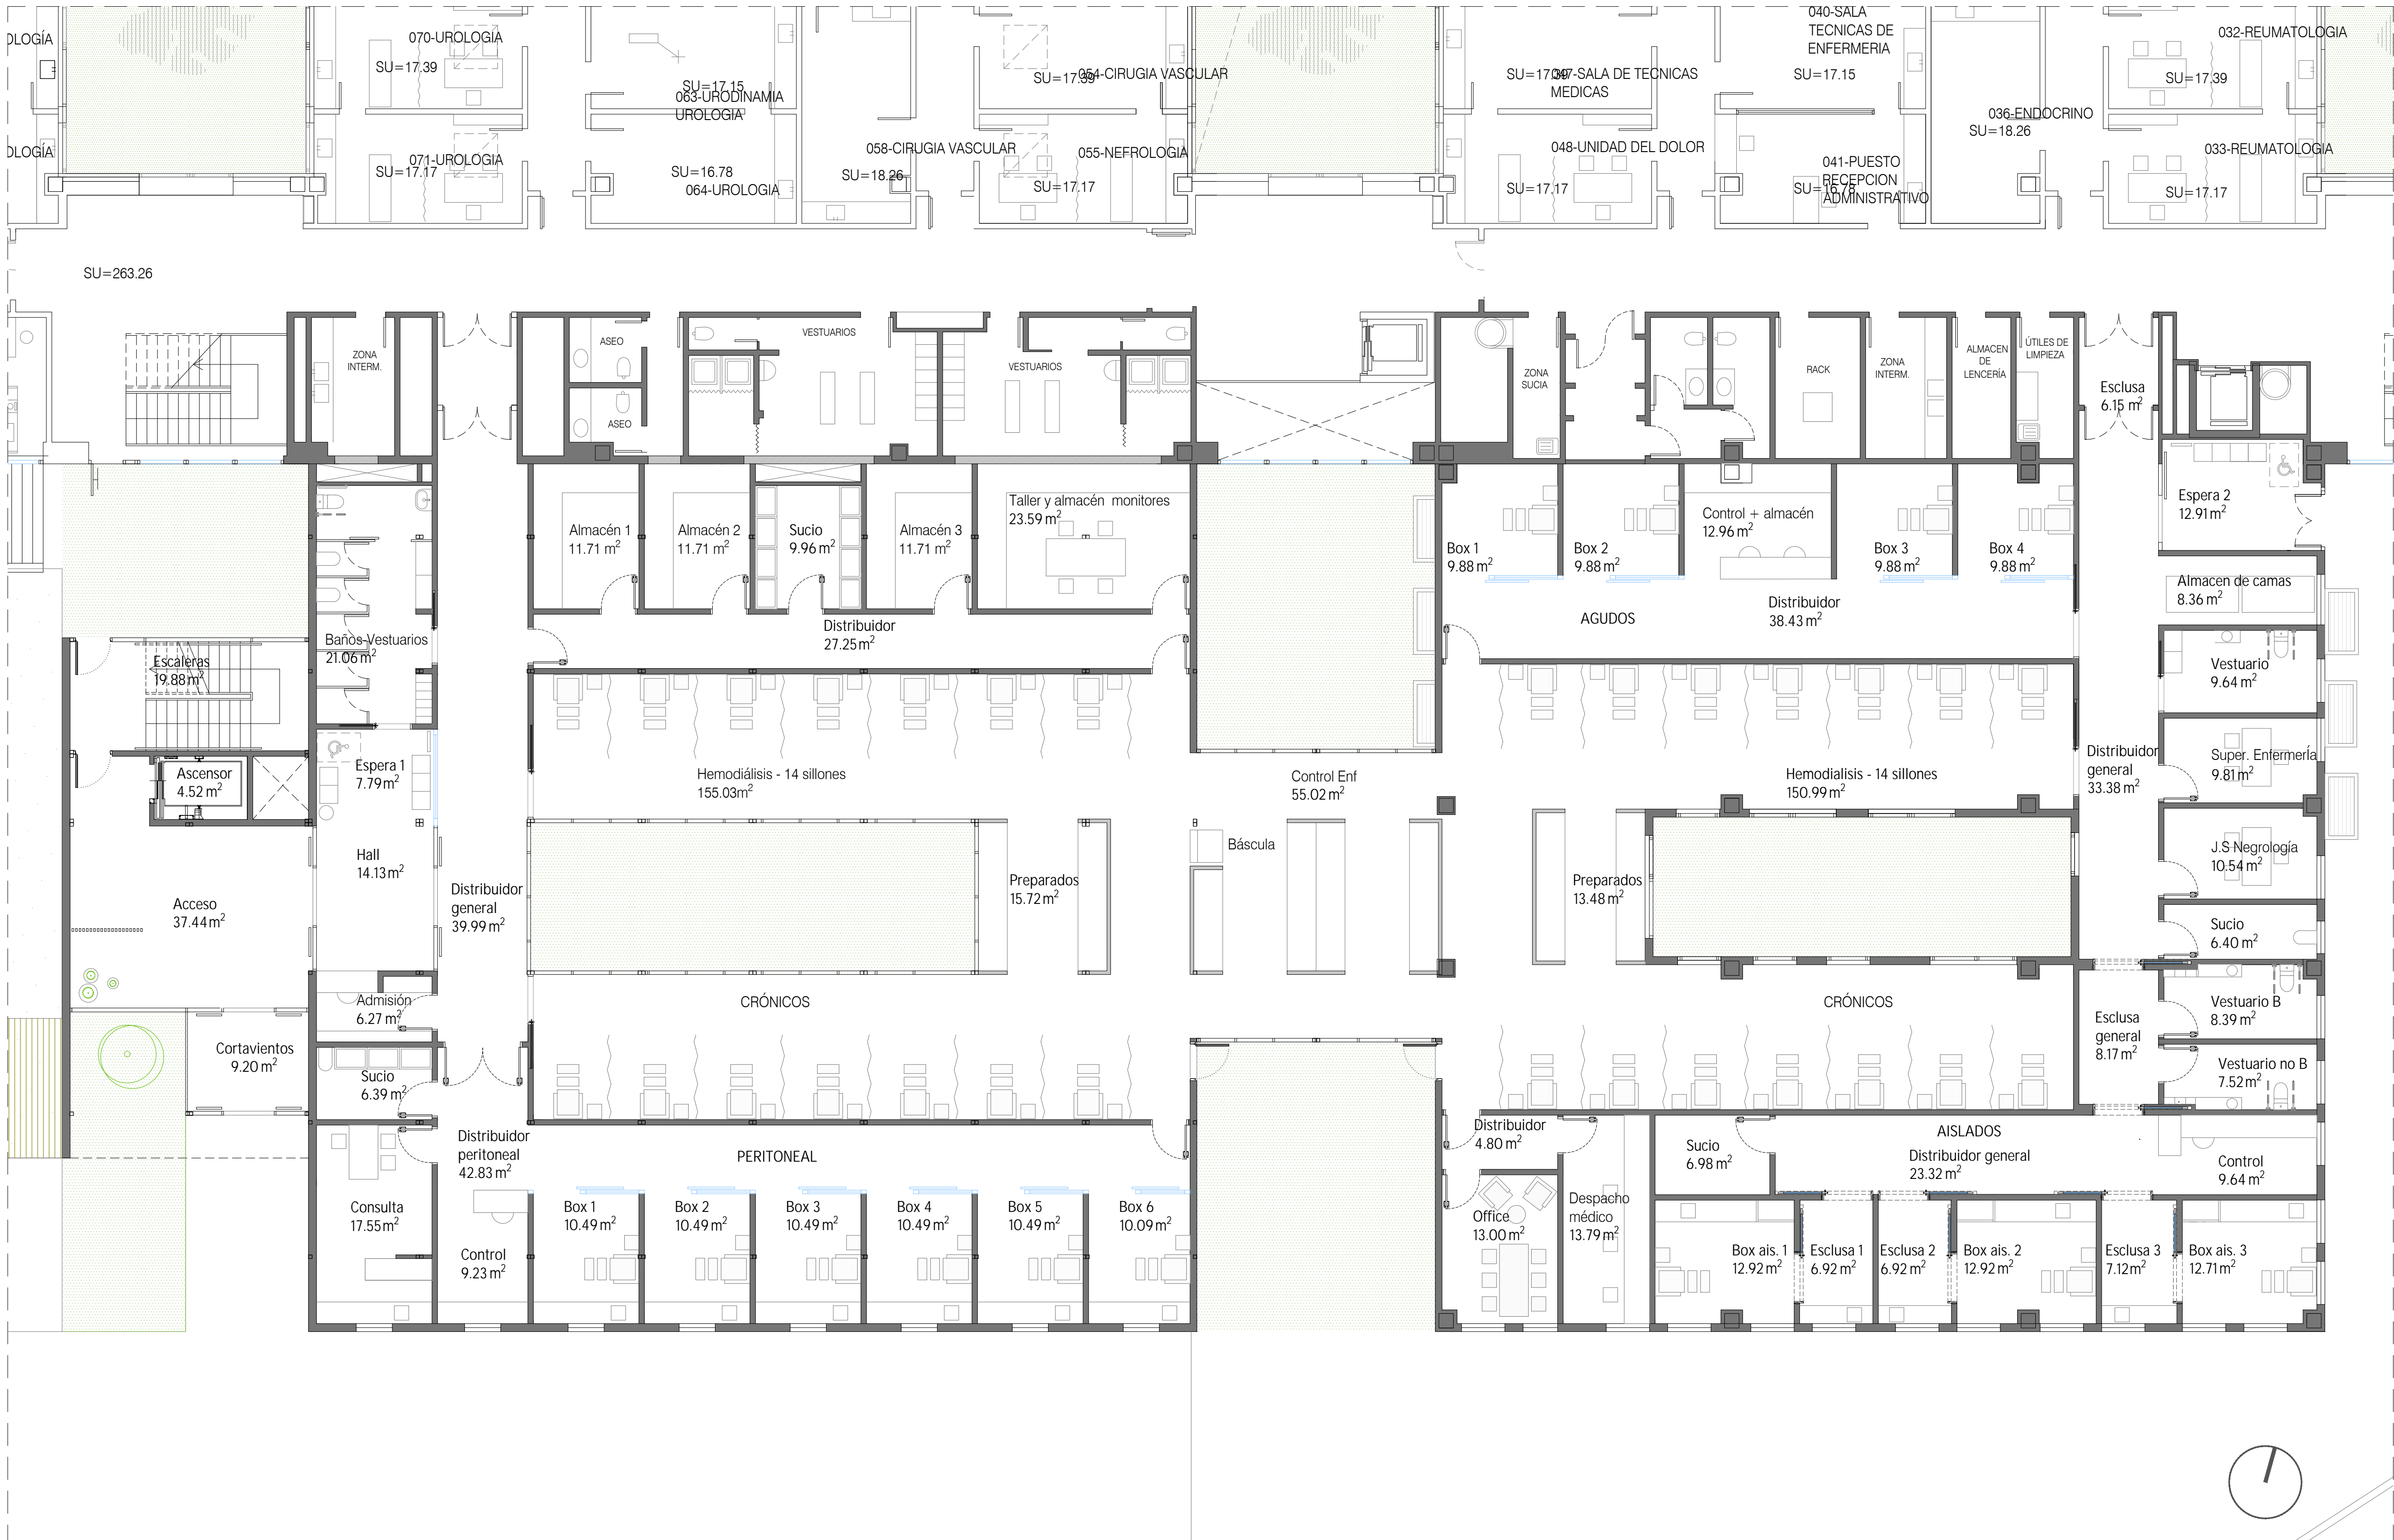 OLOGÍA
OLOGÍA
070-UROLOGÍA
SU=17.39
071-UROLOGIA
SU=17.17
SU=17.15
063-URODINAMIA
UROLOGIA
SU=16.78
064-UROLOGIA
058-CIRUGIA VASCULAR
SU=18.26
054-CIRUGIA VASCULAR
SU=17.39
055-NEFROLOGIA
SU=17.17
SU=17.39
047-SALA DE TECNICAS
MEDICAS
048-UNIDAD DEL DOLOR
SU=17.17
040-SALA
TECNICAS DE
ENFERMERIA
SU=17.15
041-PUESTO
RECEPCION
ADMINISTRATIVO
SU=16.78
036-ENDOCRINO
SU=18.26
032-REUMATOLOGIA
SU=17.39
033-REUMATOLOGIA
SU=17.17
SU=263.26
ZONA
INTERM.
ASEO
ASEO
VESTUARIOS
VESTUARIOS
ZONA
SUCIA
RACK
ZONA
INTERM.
ALMACEN
DE
LENCERÍA
ÚTILES DE
LIMPIEZA
Esclusa
6.15 m²
Espera 2
12.91 m²
Almacén 1
11.71 m²
Almacén 2
11.71 m²
Sucio
9.96 m²
Almacén 3
11.71 m²
Taller y almacén monitores
23.59 m²
Box 1
9.88 m²
Box 2
9.88 m²
Control + almacén
12.96 m²
Box 3
9.88 m²
Box 4
9.88 m²
Almacen de camas
8.36 m²
Distribuidor
27.25 m²
AGUDOS
Distribuidor
38.43 m²
Baños-Vestuarios
21.06 m²
Escaleras
19.88 m²
Vestuario
9.64 m²
Ascensor
4.52 m²
Espera 1
7.79 m²
Hemodiálisis - 14 sillones
155.03m²
Control Enf
55.02 m²
Hemodialisis - 14 sillones
150.99 m²
Distribuidor
general
33.38 m²
Super. Enfermería
9.81 m²
Báscula
Hall
14.13 m²
J.S Negrología
10.54 m²
Acceso
37.44 m²
Distribuidor
general
39.99 m²
Preparados
15.72 m²
Preparados
13.48 m²
Sucio
6.40 m²
Admisión
6.27 m²
CRÓNICOS
CRÓNICOS
Vestuario B
8.39 m²
Esclusa
general
8.17 m²
Cortavientos
9.20 m²
Sucio
6.39 m²
Vestuario no B
7.52 m²
Distribuidor
peritoneal
42.83 m²
PERITONEAL
Distribuidor
4.80 m²
Sucio
6.98 m²
AISLADOS
Distribuidor general
23.32 m²
Control
9.64 m²
Consulta
17.55 m²
Control
9.23 m²
Box 1
10.49 m²
Box 2
10.49 m²
Box 3
10.49 m²
Box 4
10.49 m²
Box 5
10.49 m²
Box 6
10.09 m²
Office
13.00 m²
Despacho
médico
13.79 m²
Box ais. 1
12.92 m²
Esclusa 1
6.92 m²
Esclusa 2
6.92 m²
Box ais. 2
12.92 m²
Esclusa 3
7.12 m²
Box ais. 3
12.71 m²